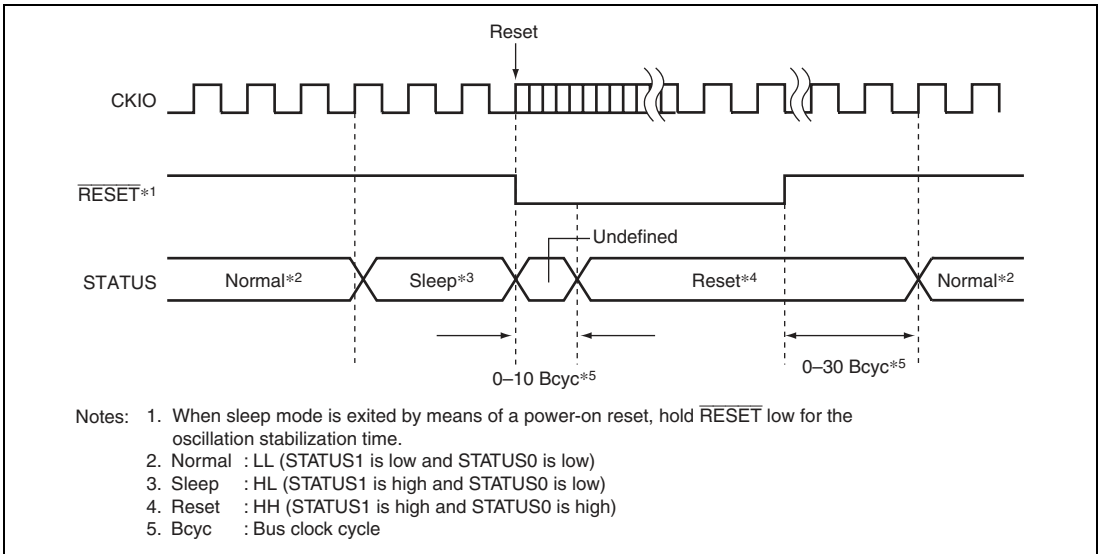 Reset
CKIO
RESET*1
Undefined
STATUS
Normal*2
Sleep*3
Reset*4
Normal*2
0–10 Bcyc*5
0–30 Bcyc*5
Notes: 1. When sleep mode is exited by means of a power-on reset, hold RESET low for the
oscillation stabilization time.
2. Normal : LL (STATUS1 is low and STATUS0 is low)
3. Sleep : HL (STATUS1 is high and STATUS0 is low)
4. Reset : HH (STATUS1 is high and STATUS0 is high)
5. Bcyc : Bus clock cycle